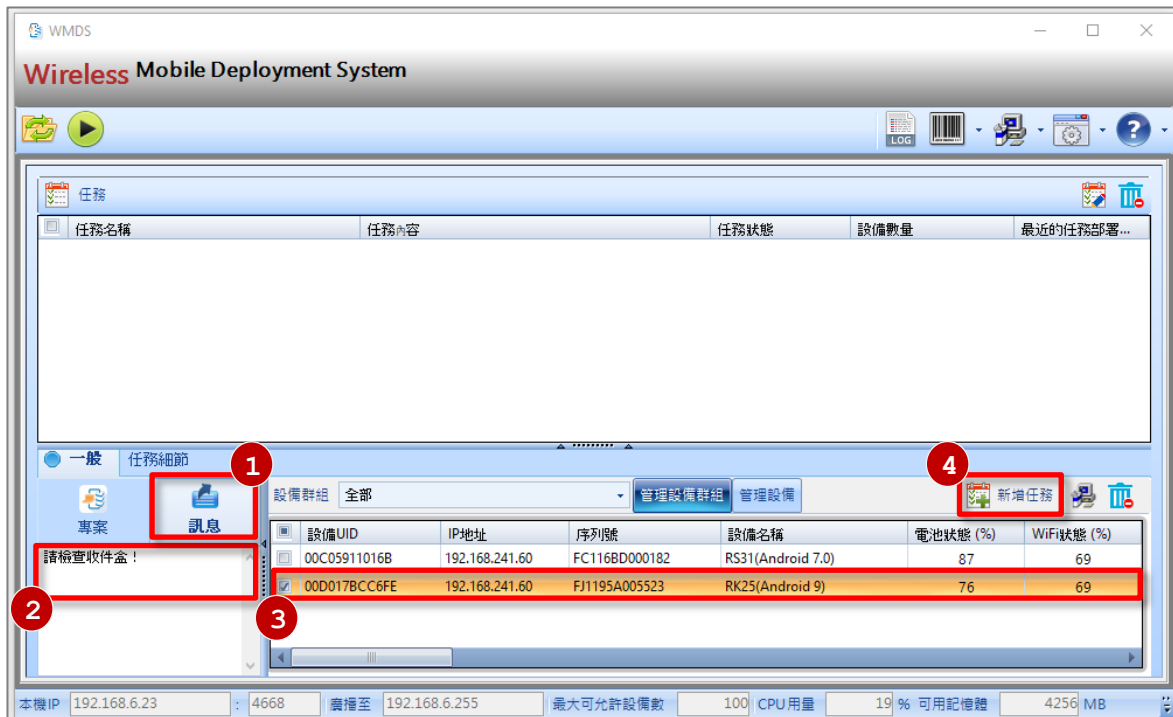 WMDS
Wireless Mobile Deployment System
LOG
任務
任務名稱 任務內容 任務狀態 設備數量 最近的任務部署...
一般 任務細節
1
4
專案 訊息
設備群組 全部 管理設備群組 管理設備 新增任務
設備UID IP地址 序列號 設備名稱 電池狀態 (%) WiFi狀態 (%)
00C05911016B 192.168.241.60 FC116BD000182 RS31(Android 7.0) 87 69
00D017BCC6FE 192.168.241.60 FJ1195A005523 RK25(Android 9) 76 69
請檢查收件盒！
2
3
本機IP 192.168.6.23 : 4668 廣播至 192.168.6.255 最大可允許設備數 100 CPU用量 19 % 可用記憶體 4256 MB